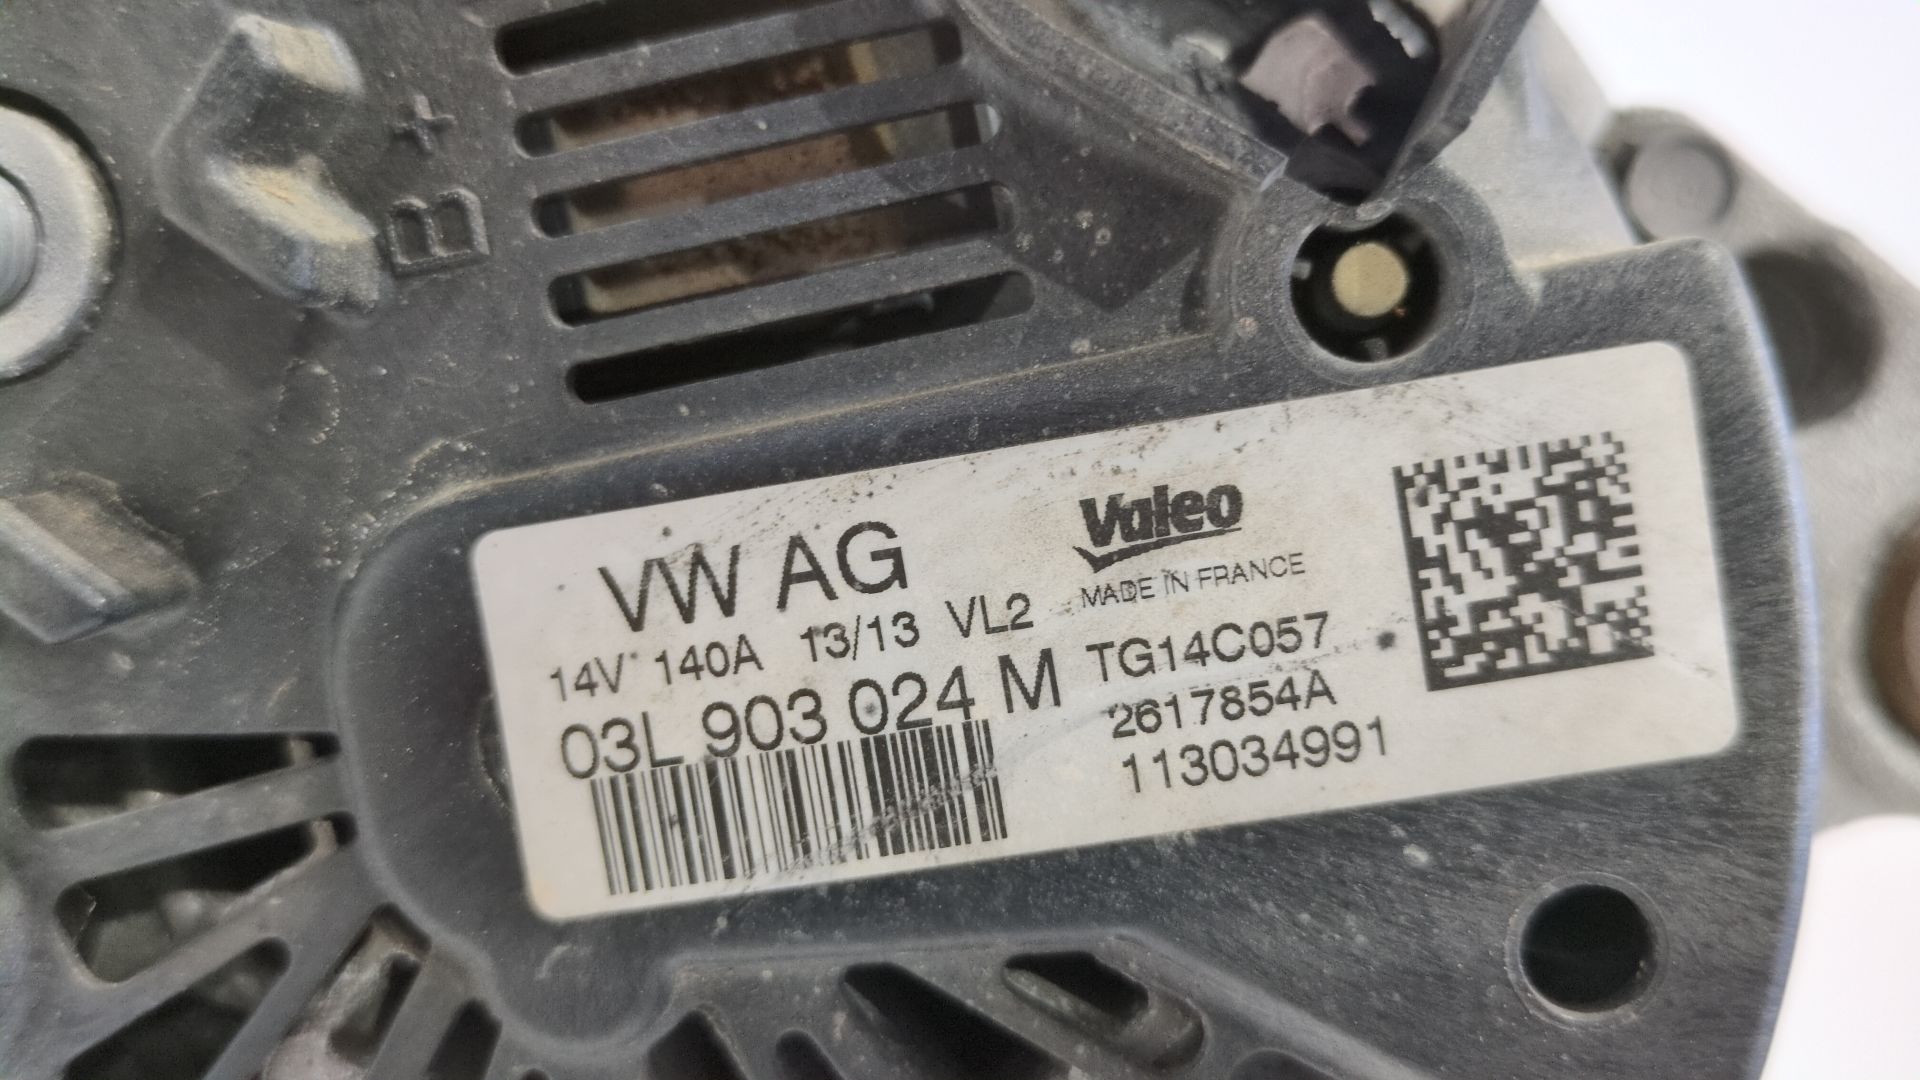 B+
VW AG
Valeo
MADE IN FRANCE
14V 140A 13/13 VL2
03L 903 024 M
TG14C057
2617854A
113034991